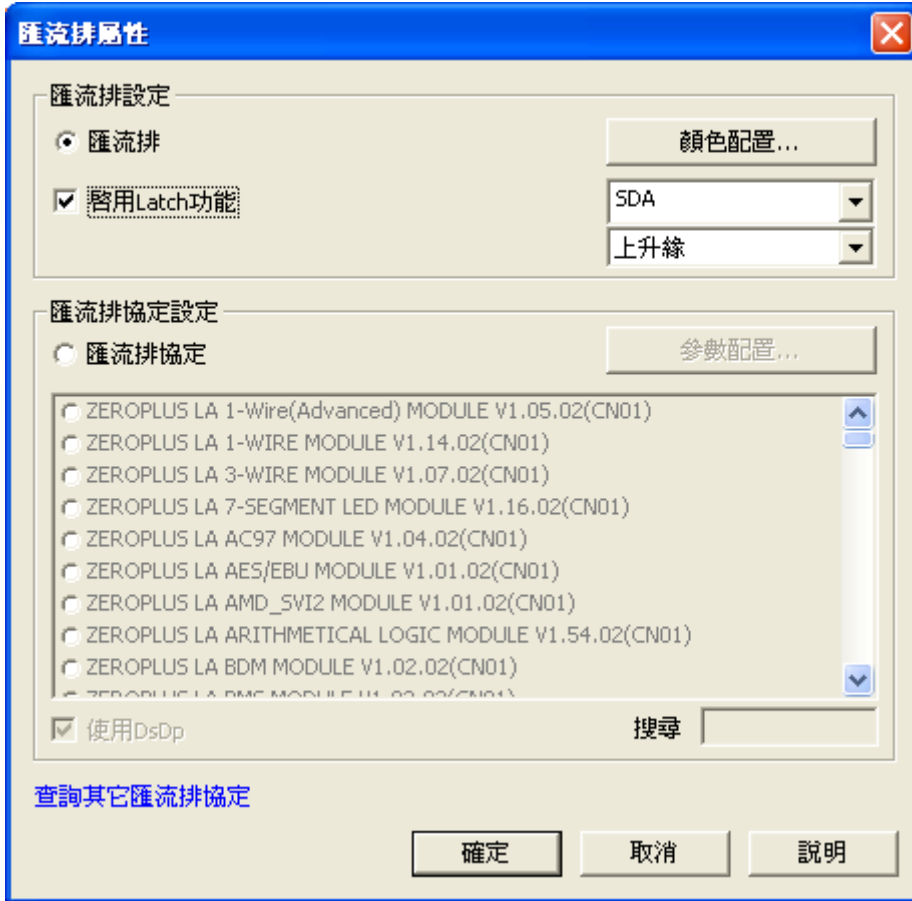 匯流排屬性
匯流排設定
匯流排
顏色配置...
啓用Latch功能
SDA
上升緣
匯流排協定設定
匯流排協定
參數配置...
ZEROPLUS LA 1-Wire(Advanced) MODULE V1.05.02(CN01)
ZEROPLUS LA 1-WIRE MODULE V1.14.02(CN01)
ZEROPLUS LA 3-WIRE MODULE V1.07.02(CN01)
ZEROPLUS LA 7-SEGMENT LED MODULE V1.16.02(CN01)
ZEROPLUS LA AC97 MODULE V1.04.02(CN01)
ZEROPLUS LA AES/EBU MODULE V1.01.02(CN01)
ZEROPLUS LA AMD_SVI2 MODULE V1.01.02(CN01)
ZEROPLUS LA ARITHMETICAL LOGIC MODULE V1.54.02(CN01)
ZEROPLUS LA BDM MODULE V1.02.02(CN01)
使用DsDp
搜尋
查詢其它匯流排協定
確定
取消
說明